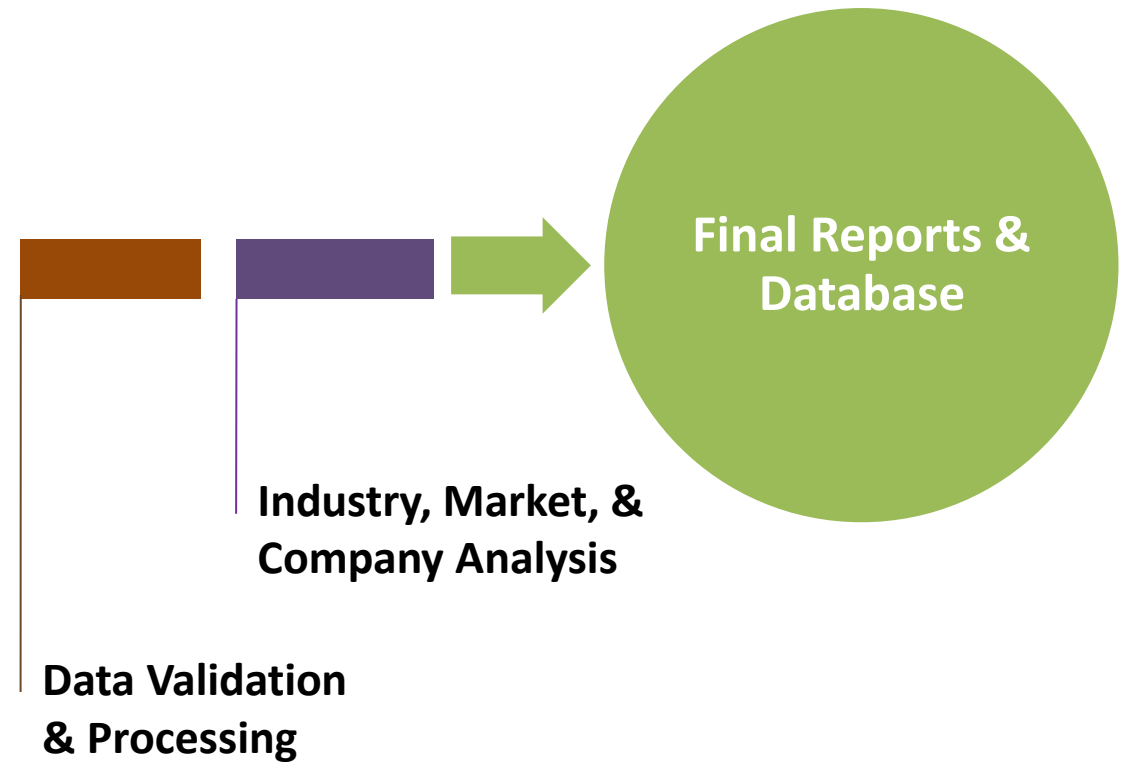 Final Reports &
Database
Industry, Market, &
Company Analysis
Data Validation
& Processing